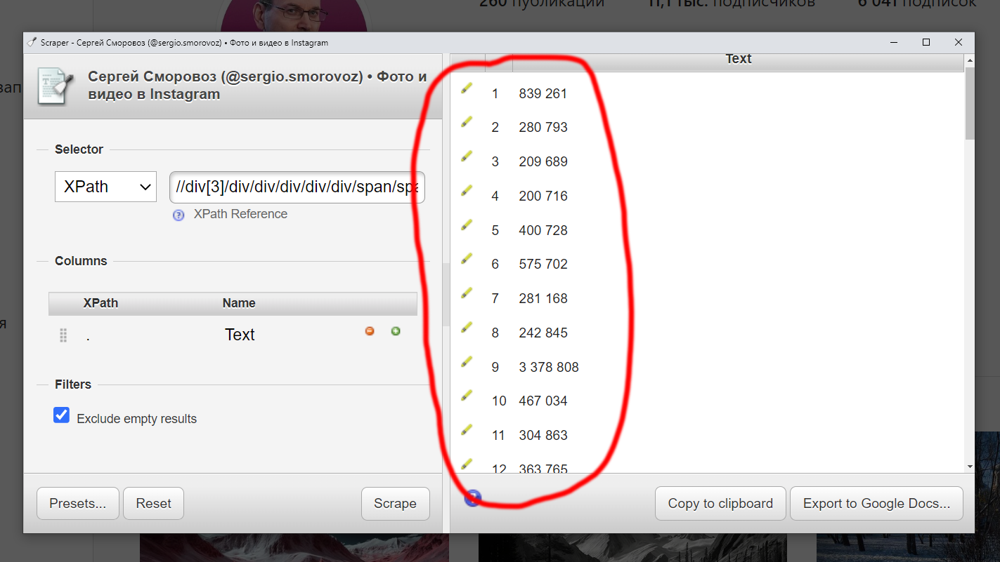 260 публикаций
11,1 тыс. подписчиков
6 041 подписок
Scraper - Сергей Сморовоз (@sergio.smorovoz) • Фото и видео в Instagram
зап
я
Сергей Сморовоз (@sergio.smorovoz) • Фото и
видео в Instagram
Selector
XPath
//div[3]/div/div/div/div/div/span/spa
? XPath Reference
Columns
XPath Name
. Text
Filters
Exclude empty results
Presets...
Reset
Scrape
Text
1 839 261
2 280 793
3 209 689
4 200 716
5 400 728
6 575 702
7 281 168
8 242 845
9 3 378 808
10 467 034
11 304 863
12 363 765
Copy to clipboard
Export to Google Docs...